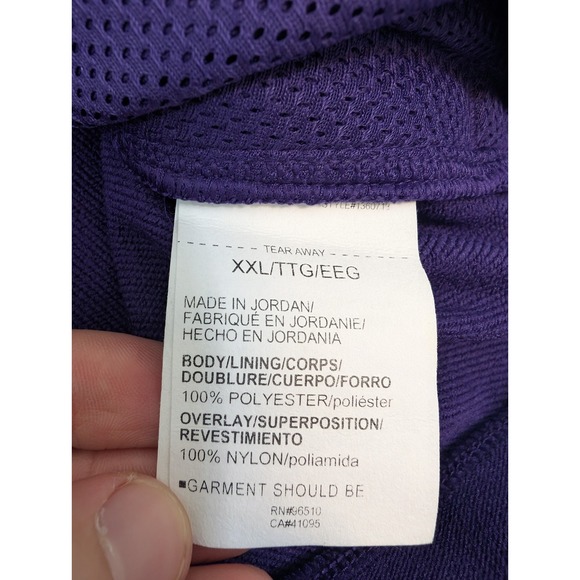 TEAR AWAY
XXL/TTG/EEG
MADE IN JORDAN/
FABRIQUÉ EN JORDANIE/
HECHO EN JORDANIA
BODY/LINING/CORPS/
DOUBLURE/CUERPO/FORRO
100% POLYESTER/poliéster
OVERLAY/SUPERPOSITION/
REVESTIMIENTO
100% NYLON/poliamida
■GARMENT SHOULD BE
RN#96510
CA#41095